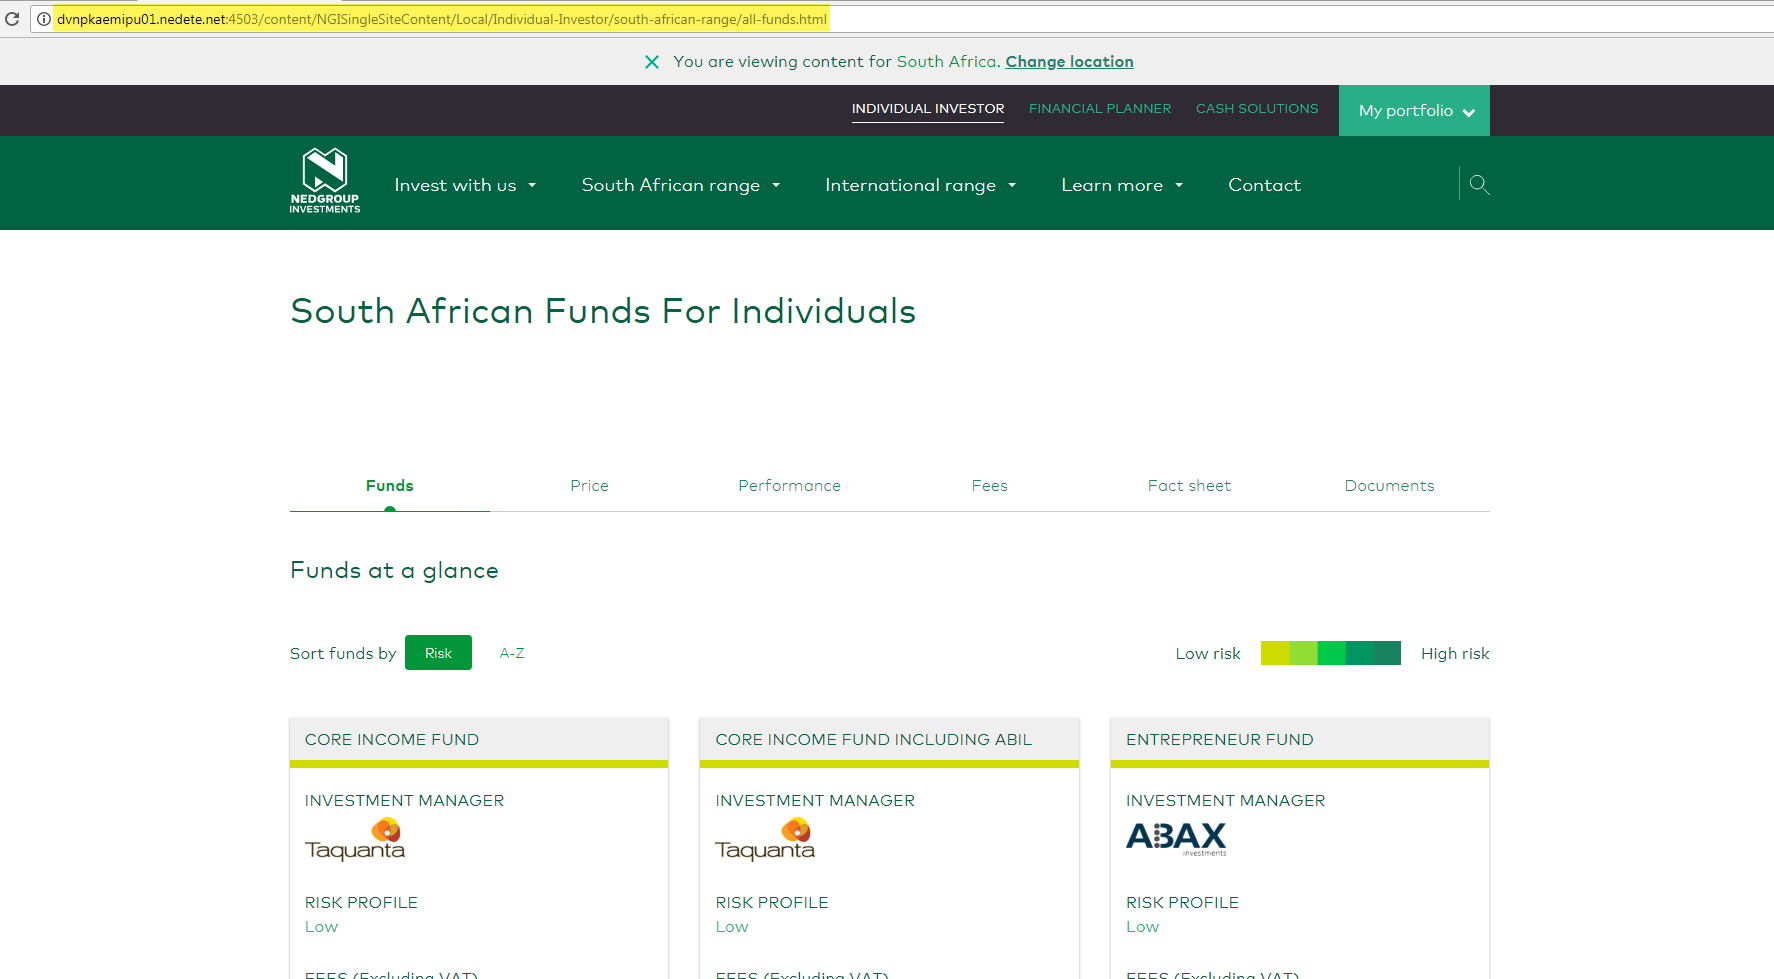 dvnpkaemipu01.nedete.net:4503/content/NGISingleSiteContent/Local/Individual-Investor/south-african-range/all-funds.html
You are viewing content for South Africa. Change location
INDIVIDUAL INVESTOR FINANCIAL PLANNER CASH SOLUTIONS My portfolio
NEDGROUP
INVESTMENTS
Invest with us South African range International range Learn more Contact
South African Funds For Individuals
Funds Price Performance Fees Fact sheet Documents
Funds at a glance
Sort funds by Risk A-Z Low risk High risk
CORE INCOME FUND CORE INCOME FUND INCLUDING ABIL ENTREPRENEUR FUND
INVESTMENT MANAGER INVESTMENT MANAGER INVESTMENT MANAGER
Taquanta Taquanta ABAX
investments
RISK PROFILE RISK PROFILE RISK PROFILE
Low Low Low
FEES (Excluding VAT) FEES (Excluding VAT) FEES (Excluding VAT)